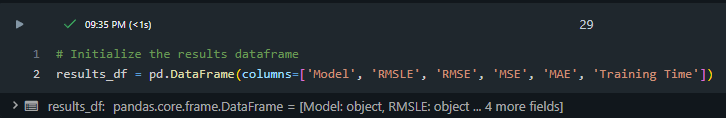 09:35 PM (<1s)
29
1 # Initialize the results dataframe
2 results_df = pd.DataFrame(columns=['Model', 'RMSLE', 'RMSE', 'MSE', 'MAE', 'Training Time'])
results_df: pandas.core.frame.DataFrame = [Model: object, RMSLE: object ... 4 more fields]